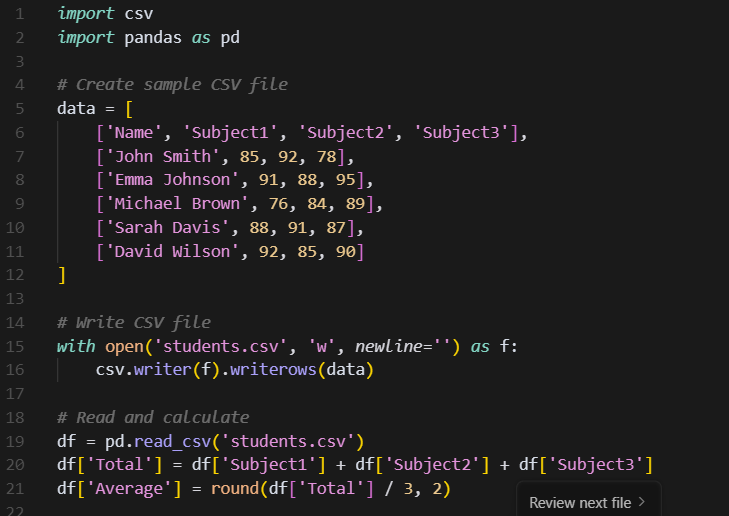 1 import csv
2 import pandas as pd
3
4 # Create sample CSV file
5 data = [
6     ['Name', 'Subject1', 'Subject2', 'Subject3'],
7     ['John Smith', 85, 92, 78],
8     ['Emma Johnson', 91, 88, 95],
9     ['Michael Brown', 76, 84, 89],
10     ['Sarah Davis', 88, 91, 87],
11     ['David Wilson', 92, 85, 90]
12 ]
13
14 # Write CSV file
15 with open('students.csv', 'w', newline='') as f:
16     csv.writer(f).writerows(data)
17
18 # Read and calculate
19 df = pd.read_csv('students.csv')
20 df['Total'] = df['Subject1'] + df['Subject2'] + df['Subject3']
21 df['Average'] = round(df['Total'] / 3, 2)
Review next file >
22